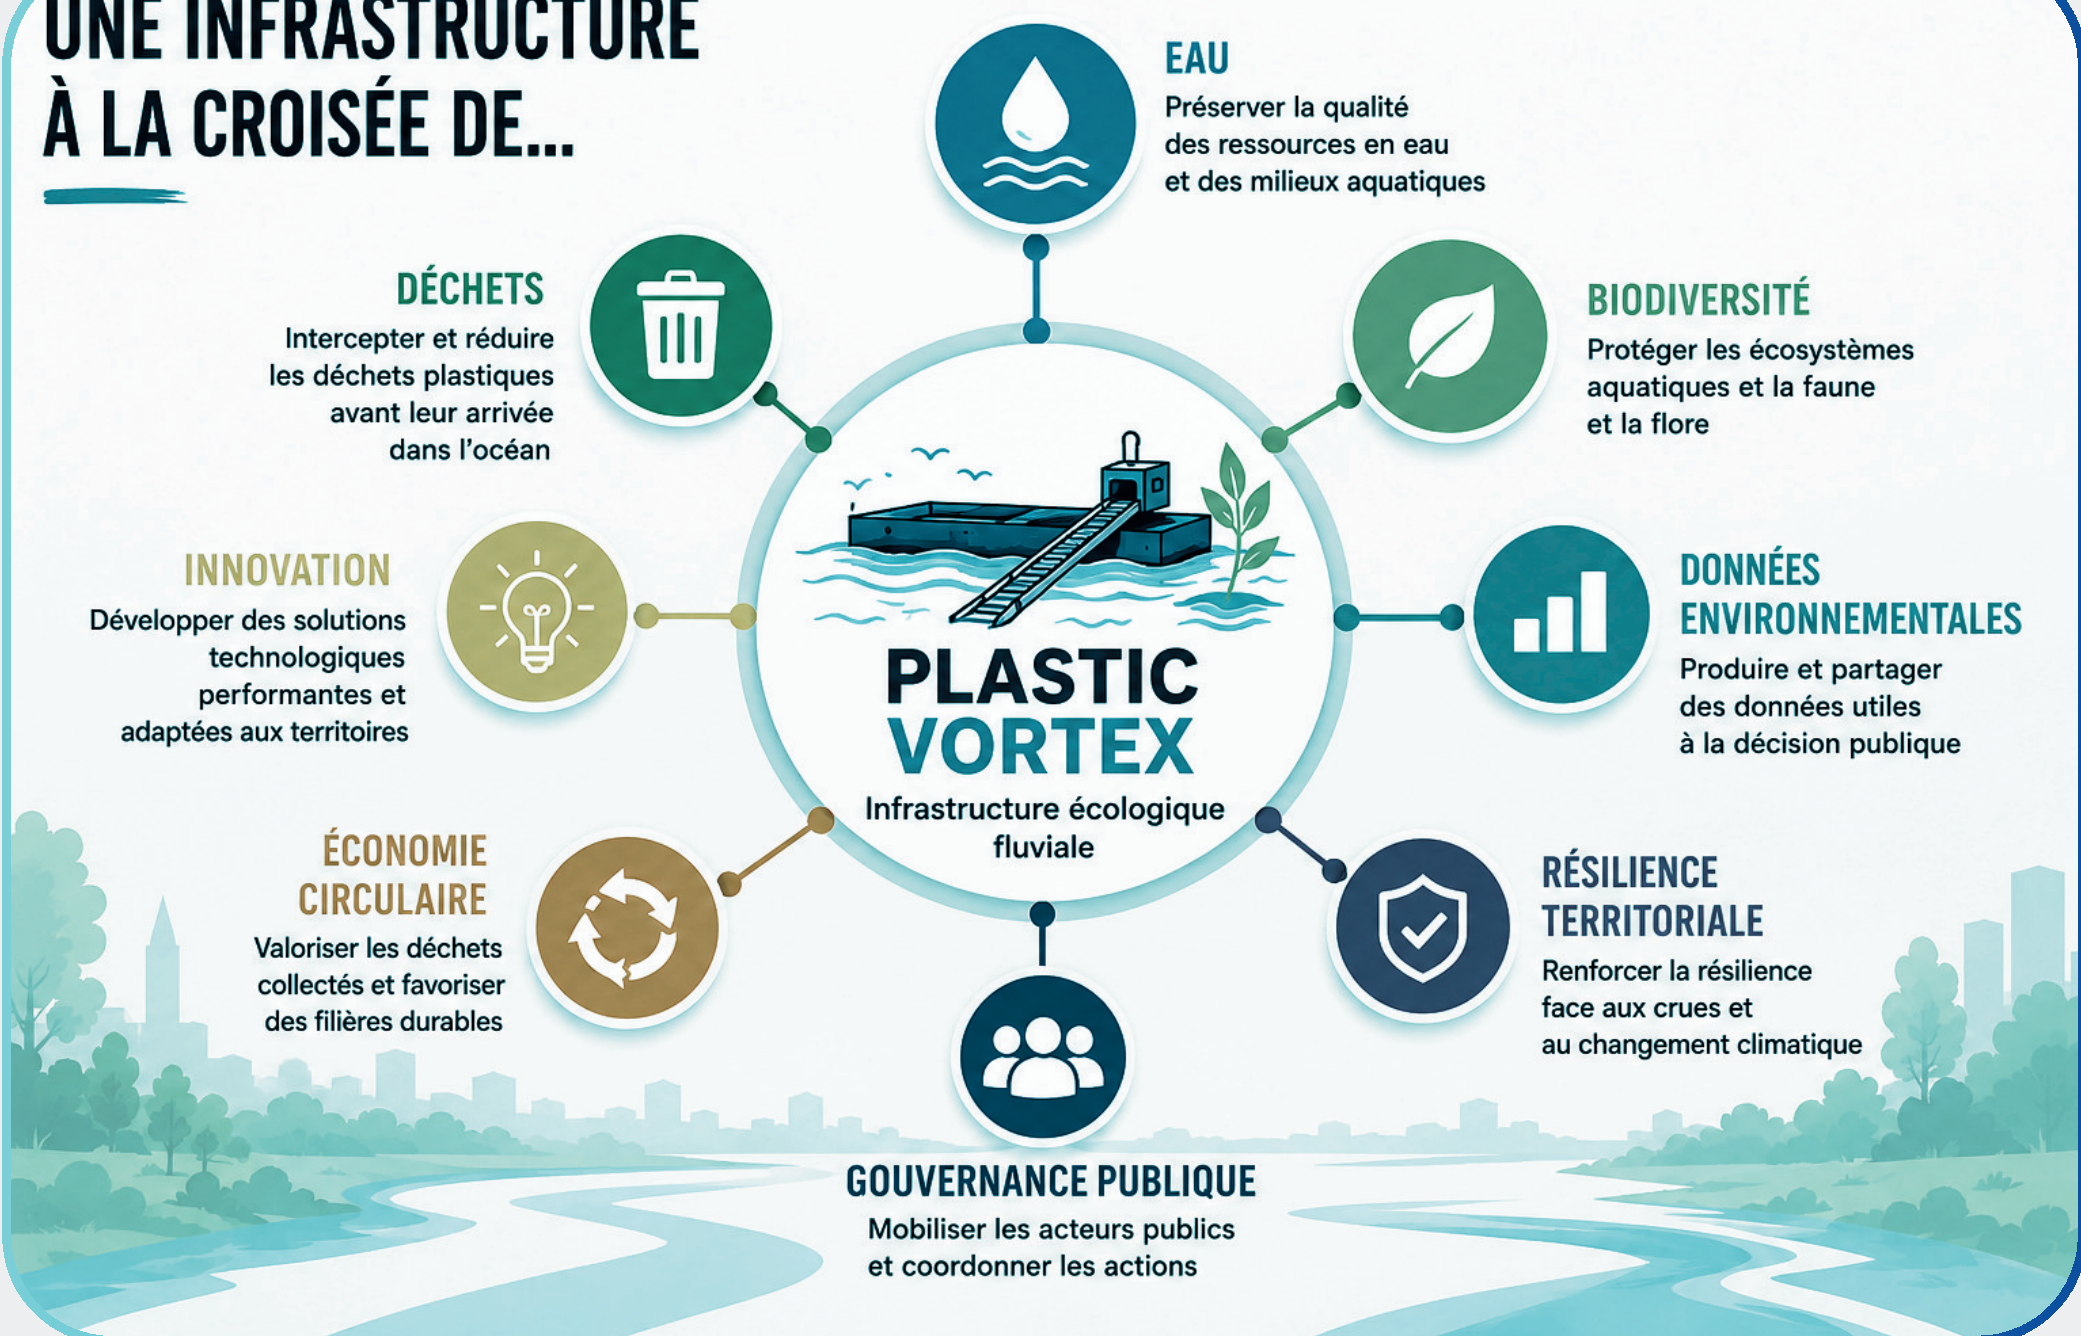 UNE INFRASTRUCTURE
À LA CROISÉE DE...
EAU
Préserver la qualité
des ressources en eau
et des milieux aquatiques
DÉCHETS
Intercepter et réduire
les déchets plastiques
avant leur arrivée
dans l'océan
BIODIVERSITÉ
Protéger les écosystèmes
aquatiques et la faune
et la flore
INNOVATION
Développer des solutions
technologiques
performantes et
adaptées aux territoires
DONNÉES
ENVIRONNEMENTALES
Produire et partager
des données utiles
à la décision publique
PLASTIC
VORTEX
Infrastructure écologique
fluviale
ÉCONOMIE
CIRCULAIRE
Valoriser les déchets
collectés et favoriser
des filières durables
RÉSILIENCE
TERRITORIALE
Renforcer la résilience
face aux crues et
au changement climatique
GOUVERNANCE PUBLIQUE
Mobiliser les acteurs publics
et coordonner les actions